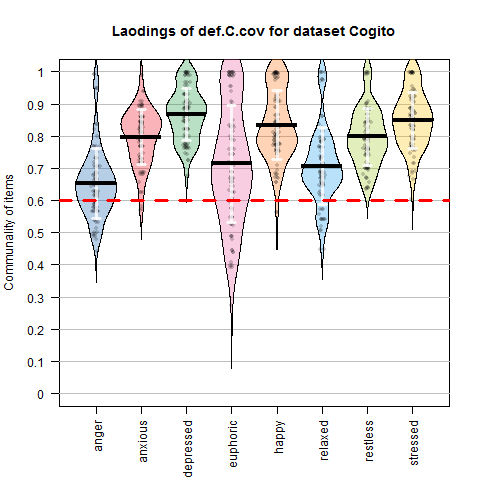 Laodings of def.C.cov for dataset Cogito
Communality of items
1
0.9
0.8
0.7
0.6
0.5
0.4
0.3
0.2
0.1
0
anger
anxious
depressed
euphoric
happy
relaxed
restless
stressed